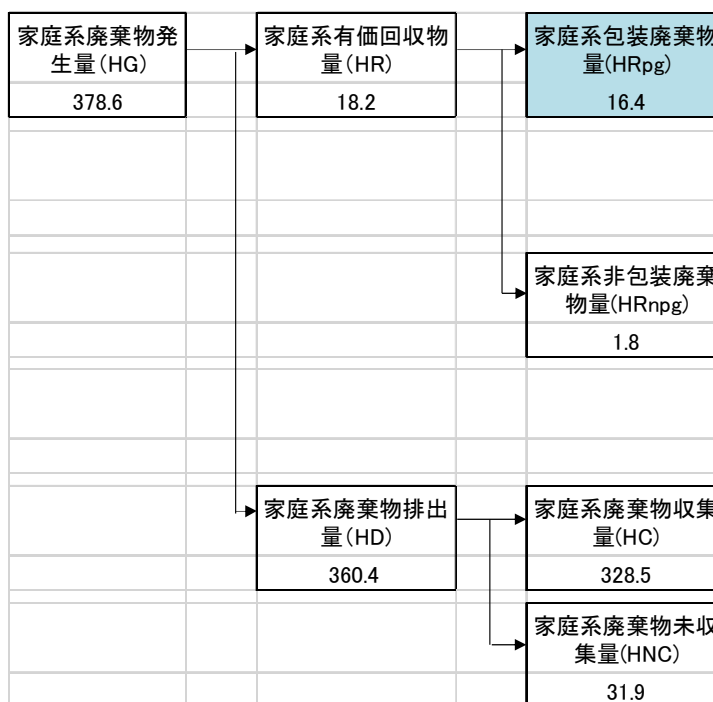 家庭系廃棄物発
生量(HG)
378.6
家庭系有価回収物
量(HR)
18.2
家庭系包装廃棄物
量(HRpg)
16.4
家庭系非包装廃棄
物量(HRnpg)
1.8
家庭系廃棄物排出
量(HD)
360.4
家庭系廃棄物収集
量(HC)
328.5
家庭系廃棄物未収
集量(HNC)
31.9